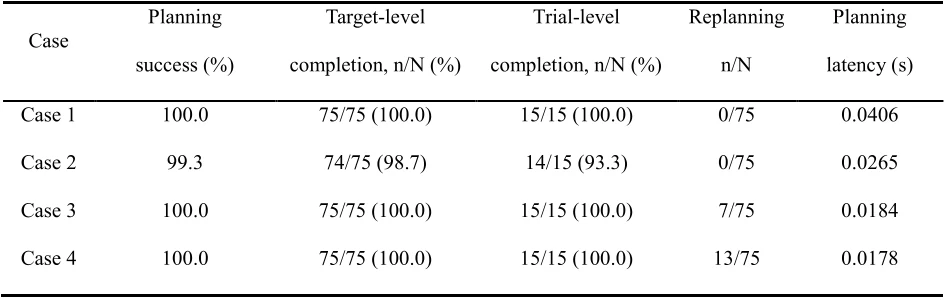 Case Planning success (%) Target-level completion, n/N (%) Trial-level completion, n/N (%) Replanning n/N Planning latency (s)
Case 1 100.0 75/75 (100.0) 15/15 (100.0) 0/75 0.0406
Case 2 99.3 74/75 (98.7) 14/15 (93.3) 0/75 0.0265
Case 3 100.0 75/75 (100.0) 15/15 (100.0) 7/75 0.0184
Case 4 100.0 75/75 (100.0) 15/15 (100.0) 13/75 0.0178